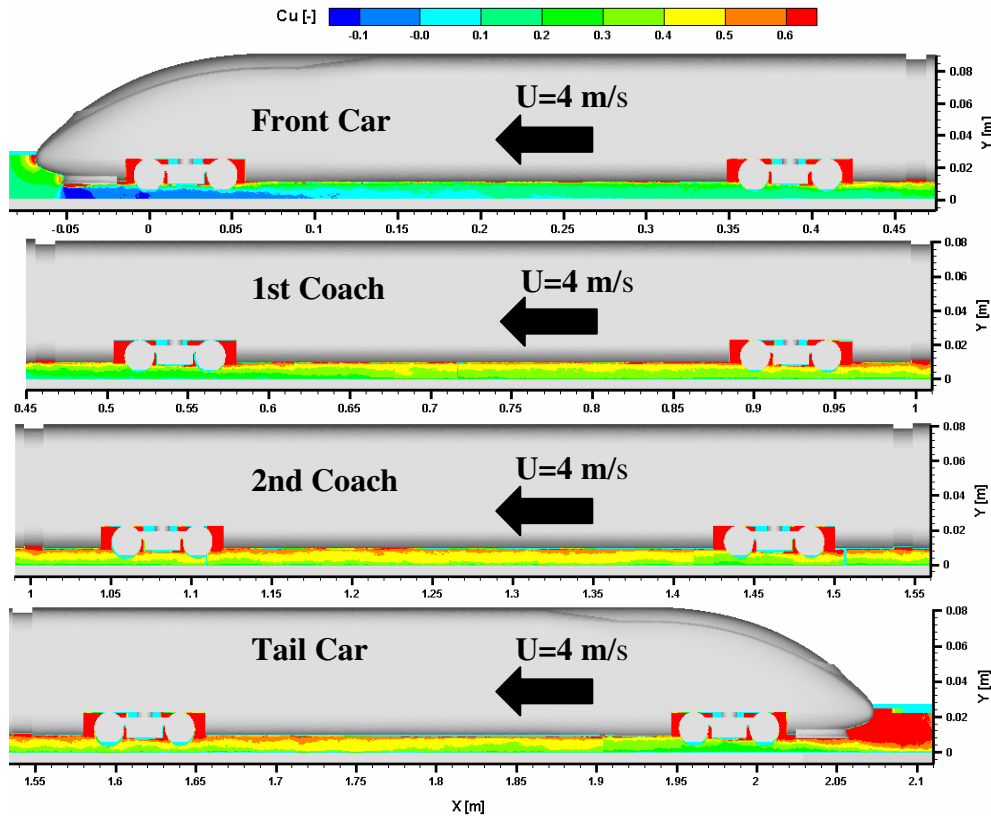 Cu [-]
-0.1 -0.0 0.1 0.2 0.3 0.4 0.5 0.6
Front Car
U=4 m/s
0.08
0.06
0.04
0.02
0
Y [m]
-0.05 0 0.05 0.1 0.15 0.2 0.25 0.3 0.35 0.4 0.45
1st Coach
U=4 m/s
0.08
0.06
0.04
0.02
0
Y [m]
0.45 0.5 0.55 0.6 0.65 0.7 0.75 0.8 0.85 0.9 0.95 1
2nd Coach
U=4 m/s
0.08
0.06
0.04
0.02
0
Y [m]
1 1.05 1.1 1.15 1.2 1.25 1.3 1.35 1.4 1.45 1.5 1.55
Tail Car
U=4 m/s
0.08
0.06
0.04
0.02
0
Y [m]
1.55 1.6 1.65 1.7 1.75 1.8 1.85 1.9 1.95 2 2.05 2.1
X [m]